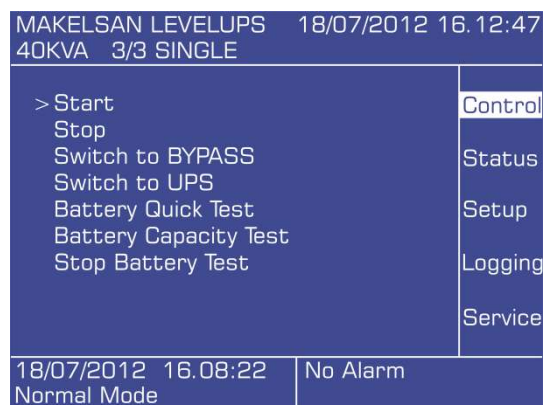 MAKELSAN LEVELUPS 18/07/2012 16.12:47
40KVA 3/3 SINGLE
> Start
Stop
Switch to BYPASS
Switch to UPS
Battery Quick Test
Battery Capacity Test
Stop Battery Test
Control
Status
Setup
Logging
Service
18/07/2012 16.08:22
Normal Mode
No Alarm